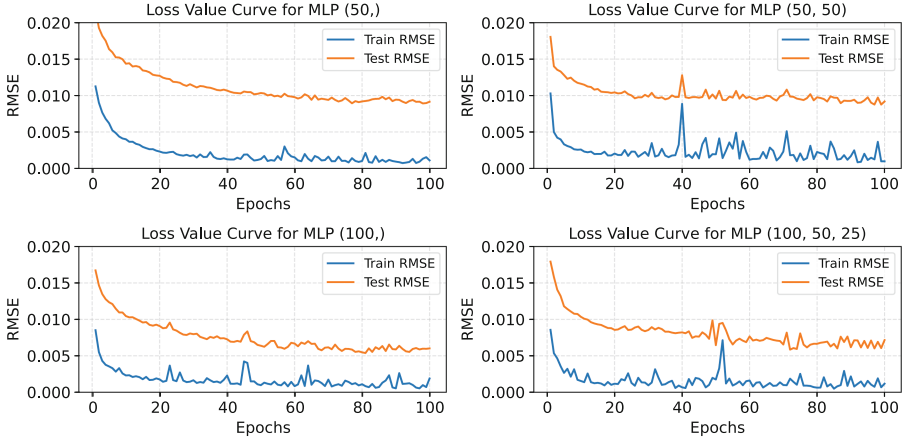 Loss Value Curve for MLP (50,)
0.020
0.015
0.010
0.005
0.000
RMSE
Train RMSE
Test RMSE
0 20 40 60 80 100
Epochs
Loss Value Curve for MLP (50, 50)
0.020
0.015
0.010
0.005
0.000
RMSE
Train RMSE
Test RMSE
0 20 40 60 80 100
Epochs
Loss Value Curve for MLP (100,)
0.020
0.015
0.010
0.005
0.000
RMSE
Train RMSE
Test RMSE
0 20 40 60 80 100
Epochs
Loss Value Curve for MLP (100, 50, 25)
0.020
0.015
0.010
0.005
0.000
RMSE
Train RMSE
Test RMSE
0 20 40 60 80 100
Epochs